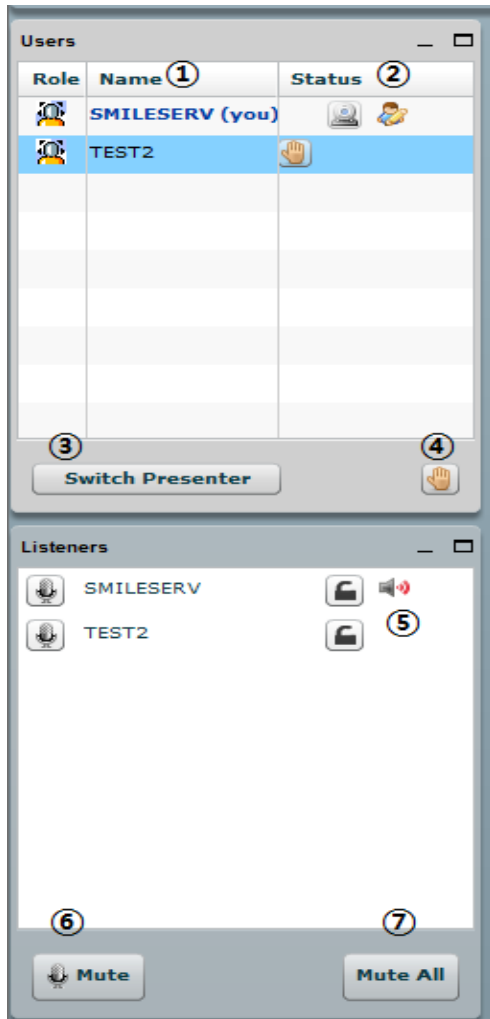 Users
Role Name ① Status ②
SMILESERV (you)
TEST2
③ ④
Switch Presenter
Listeners
SMILESERV
TEST2 ⑤
⑥ ⑦
Mute Mute All